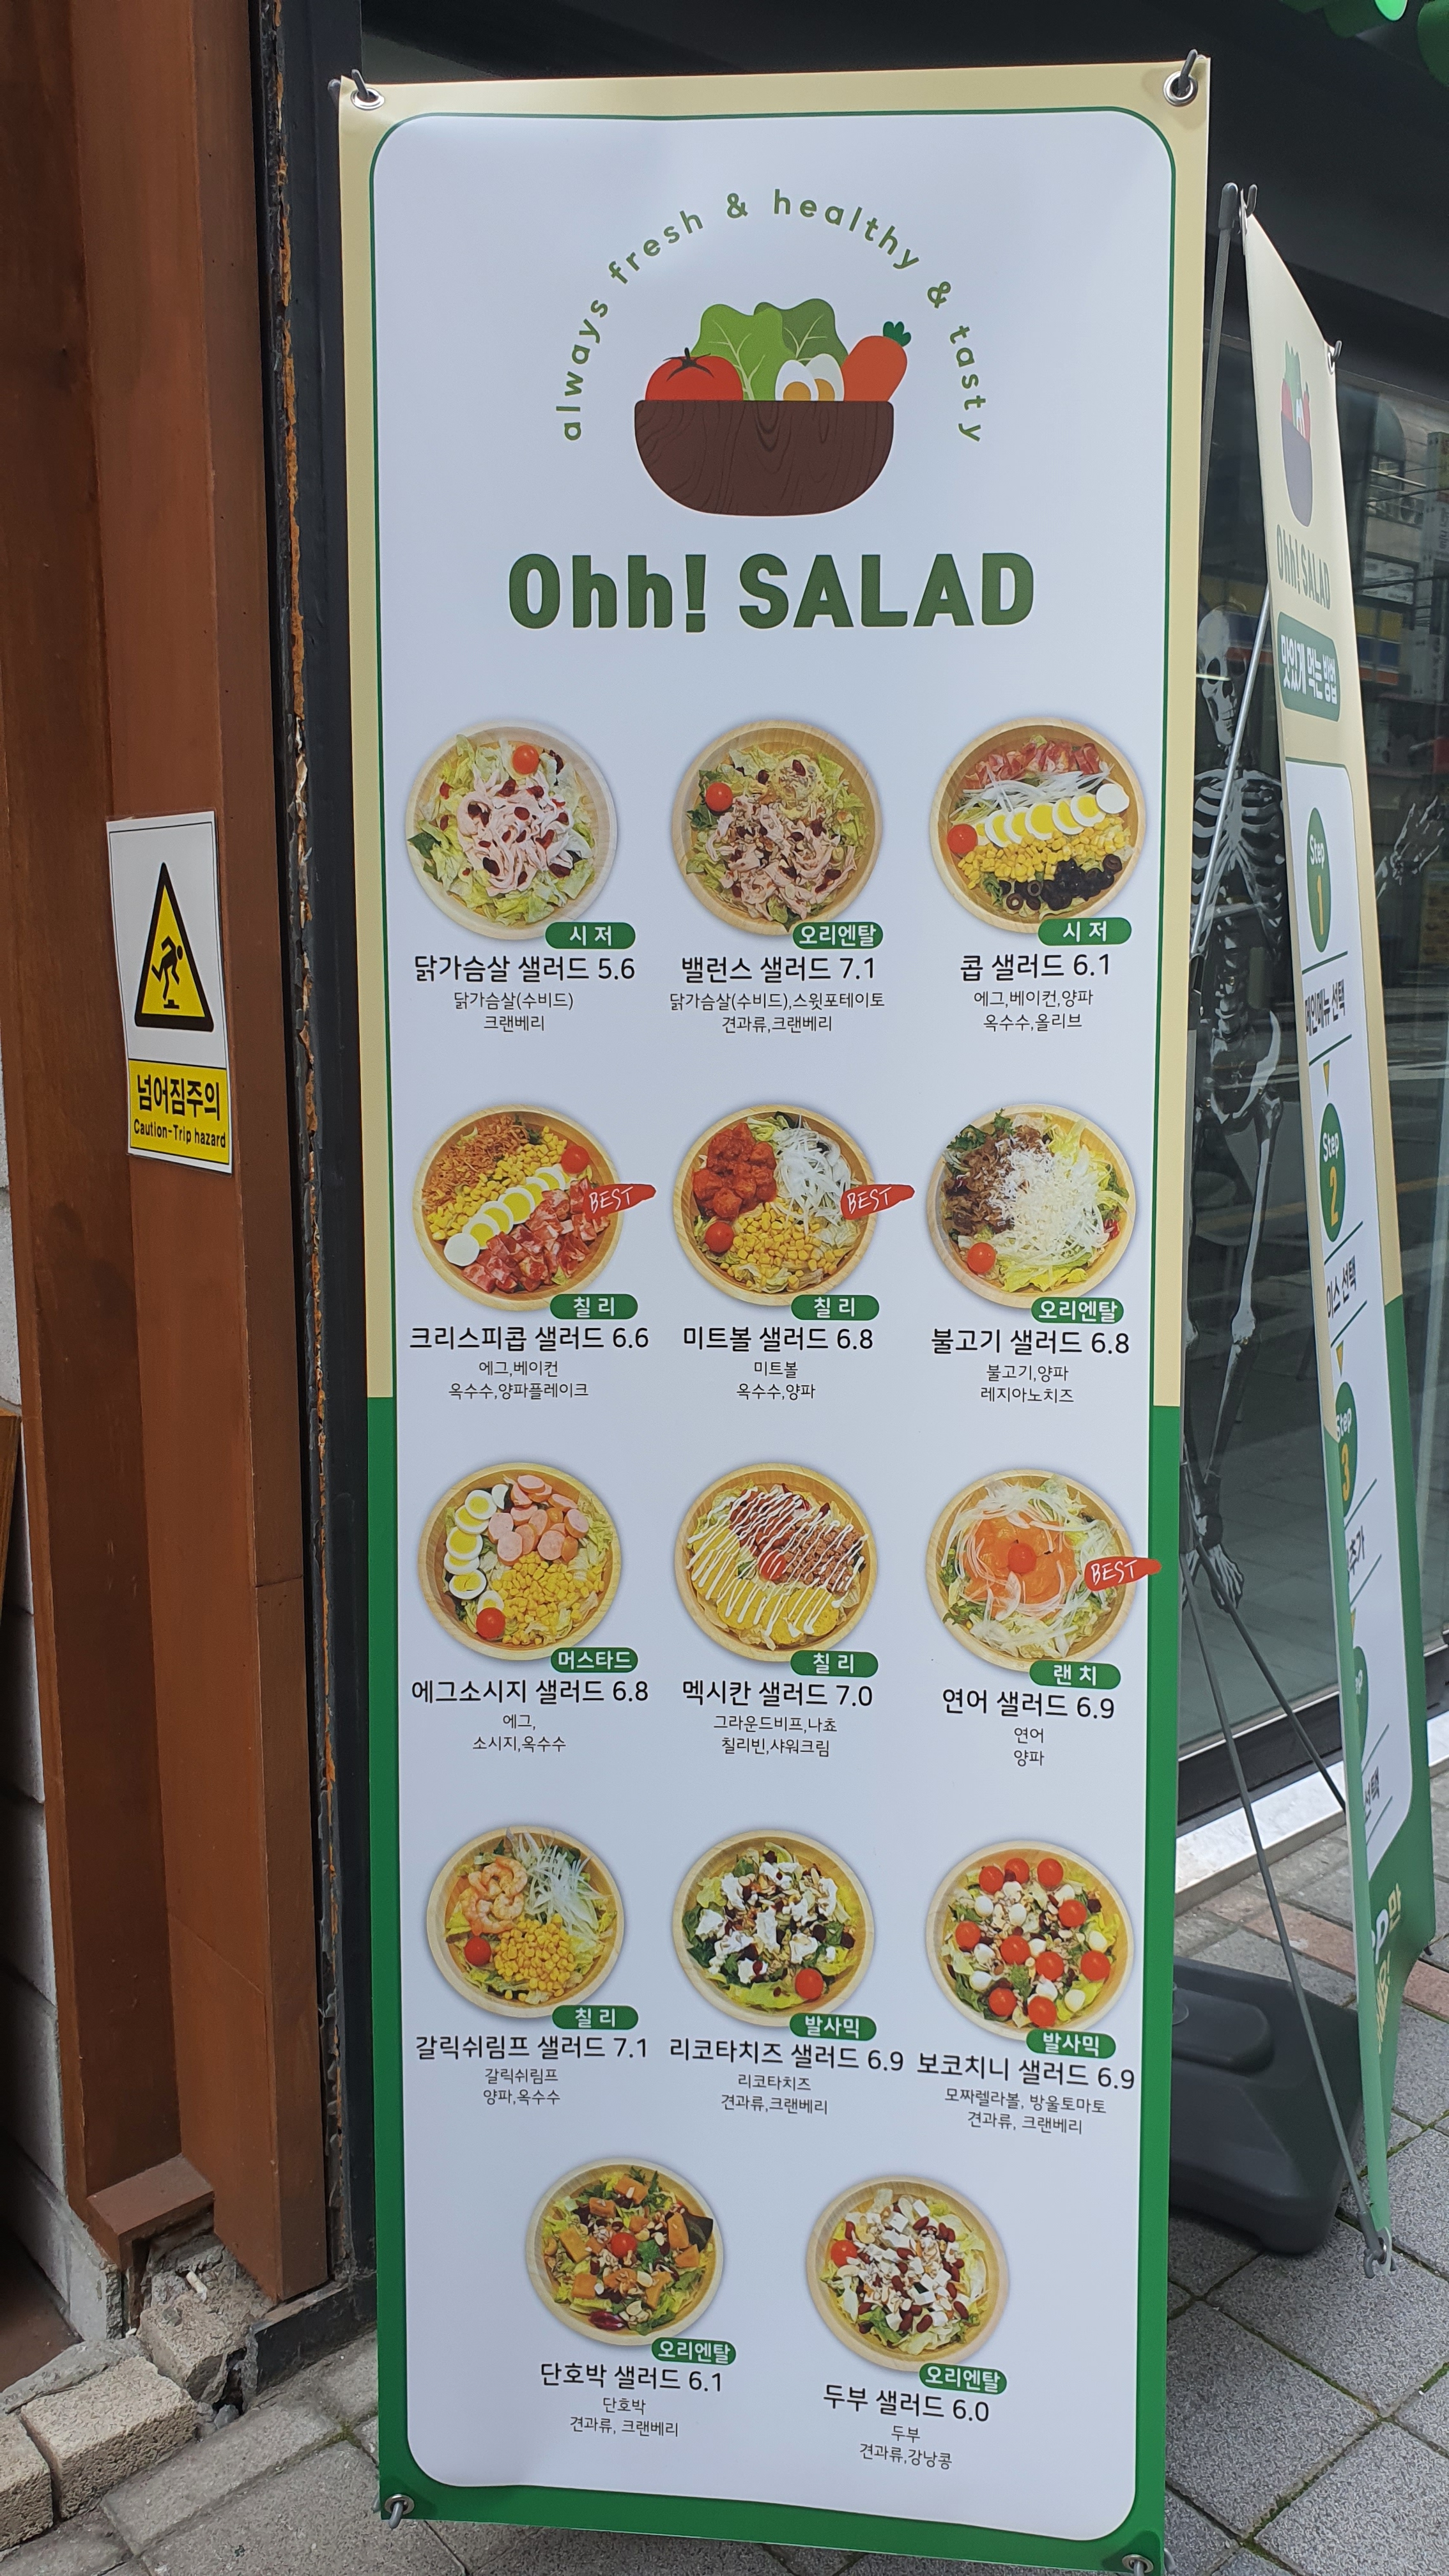 always fresh & healthy & tasty
Ohh! SALAD
시 저
닭가슴살 샐러드 5.6
닭가슴살(수비드)
크랜베리
오리엔탈
밸런스 샐러드 7.1
닭가슴살(수비드),스윗포테이토
견과류,크랜베리
시 저
콥 샐러드 6.1
에그,베이컨,양파
옥수수,올리브
BEST
칠 리
크리스피콥 샐러드 6.6
에그,베이컨
옥수수,양파플레이크
BEST
칠 리
미트볼 샐러드 6.8
미트볼
옥수수,양파
오리엔탈
불고기 샐러드 6.8
불고기,양파
레지아노치즈
머스타드
에그소시지 샐러드 6.8
에그,
소시지,옥수수
칠 리
멕시칸 샐러드 7.0
그라운드비프,나쵸
칠리빈,샤워크림
BEST
랜 치
연어 샐러드 6.9
연어
양파
칠 리
갈릭쉬림프 샐러드 7.1
갈릭쉬림프
양파,옥수수
발사믹
리코타치즈 샐러드 6.9
리코타치즈
견과류,크랜베리
발사믹
보코치니 샐러드 6.9
모짜렐라볼, 방울토마토
견과류, 크랜베리
오리엔탈
단호박 샐러드 6.1
단호박
견과류, 크랜베리
오리엔탈
두부 샐러드 6.0
두부
견과류,강낭콩
넘어짐주의
Caution-Trip hazard
Ohh! SALAD
맛있게 먹는 방법
Step
1
메인메뉴 선택
Step
2
선택
Step
3
추가